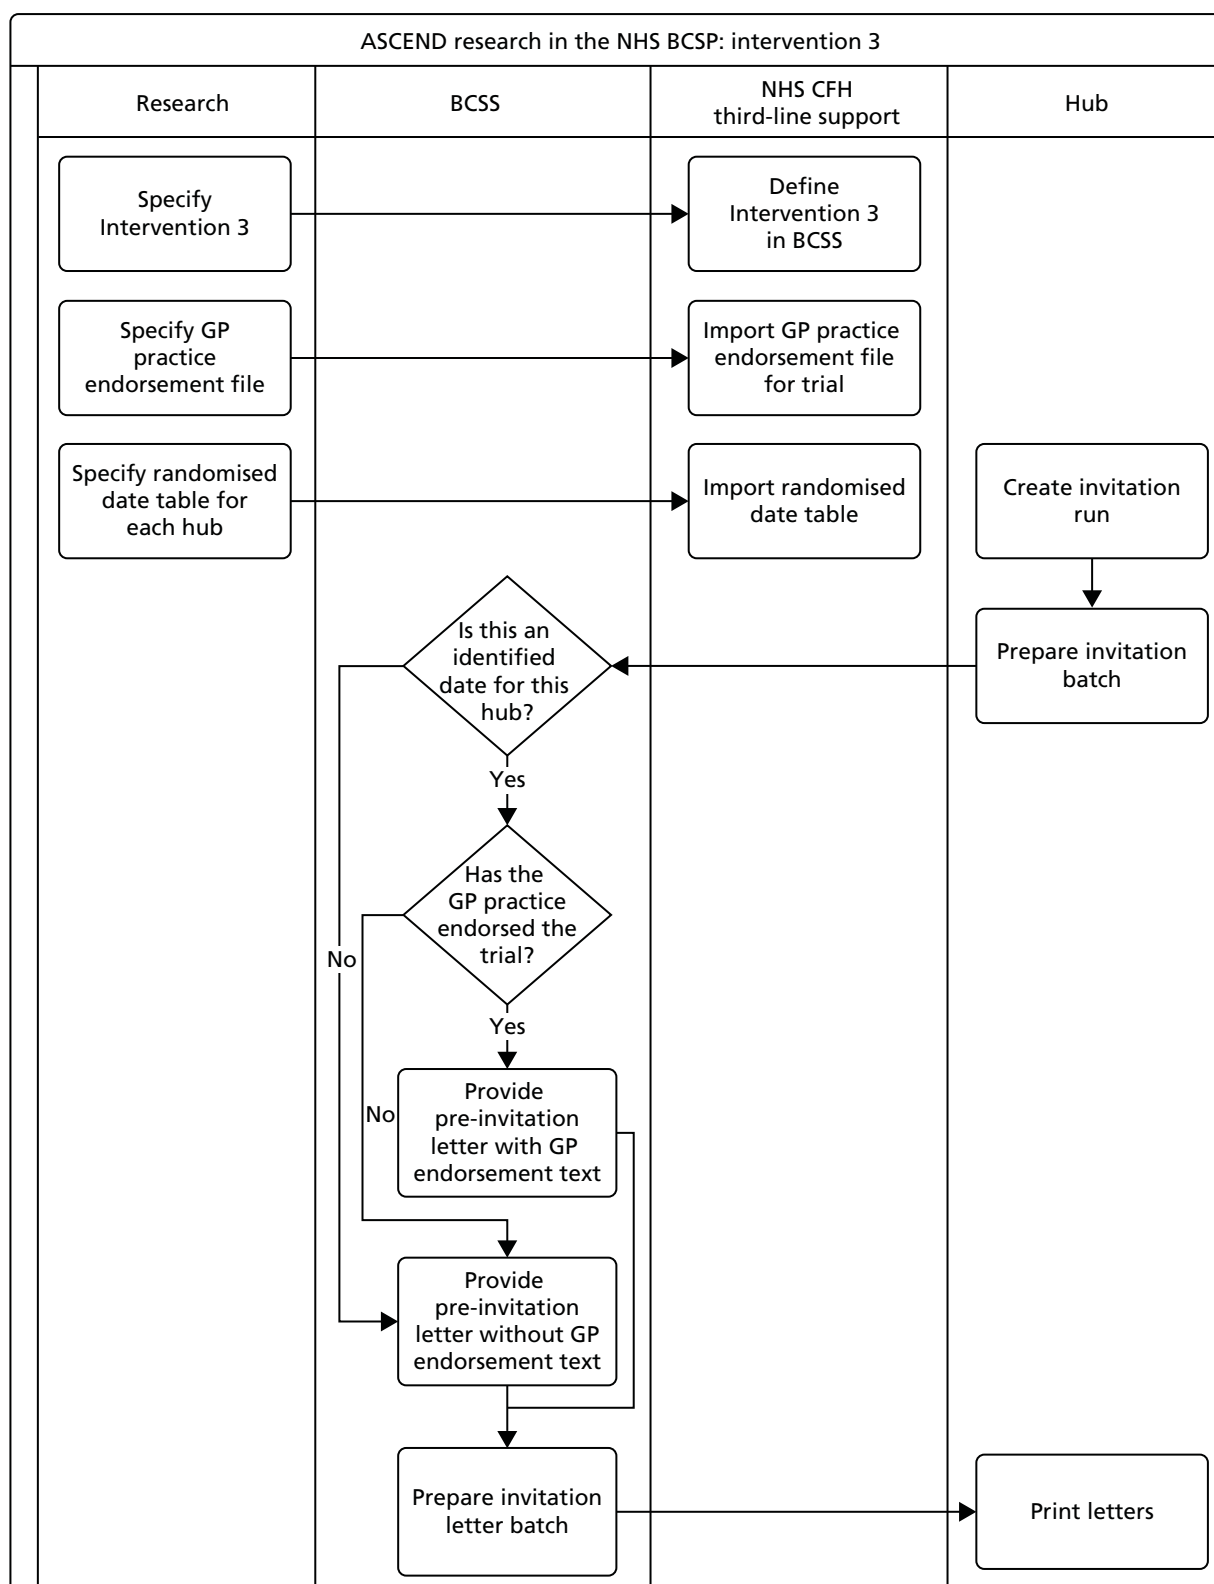 ASCEND research in the NHS BCSP: intervention 3
Research
BCSS
NHS CFH
third-line support
Hub
Specify
Intervention 3
Define
Intervention 3
in BCSS
Specify GP
practice
endorsement file
Import GP practice
endorsement file
for trial
Specify randomised
date table for
each hub
Import randomised
date table
Create invitation
run
Is this an
identified
date for this
hub?
Prepare invitation
batch
Yes
Has the
GP practice
endorsed the
trial?
No
Yes
Provide
pre-invitation
letter with GP
endorsement text
No
Provide
pre-invitation
letter without GP
endorsement text
Prepare invitation
letter batch
Print letters